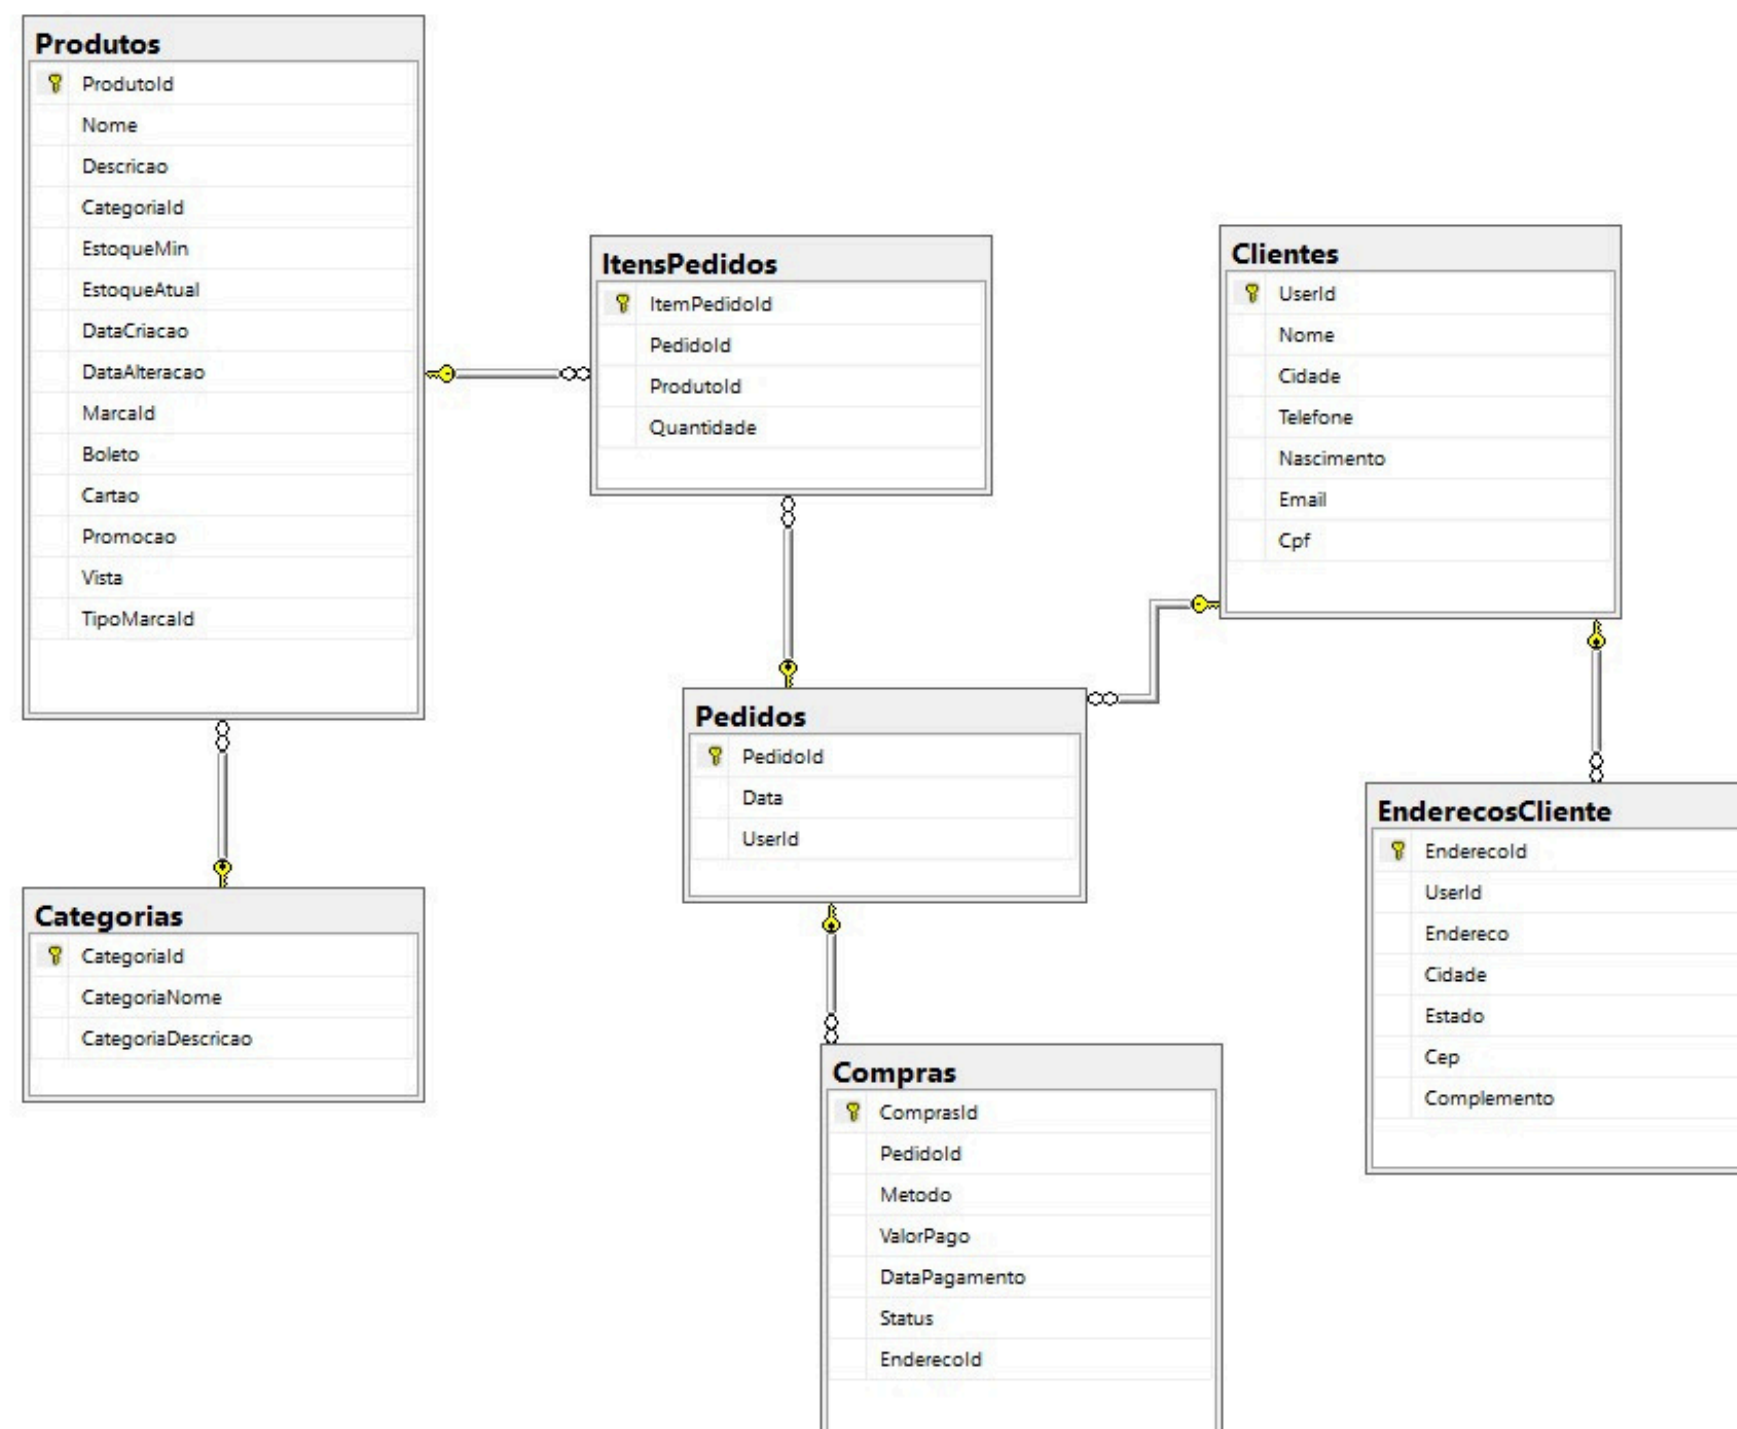 Produtos
ProdutoId
Nome
Descricao
CategoriaId
EstoqueMin
EstoqueAtual
DataCriacao
DataAlteracao
MarcaId
Boleto
Cartao
Promocao
Vista
TipoMarcaId
ItensPedidos
ItemPedidoId
PedidoId
ProdutoId
Quantidade
Clientes
UserId
Nome
Cidade
Telefone
Nascimento
Email
Cpf
Pedidos
PedidoId
Data
UserId
EnderecosCliente
EnderecoId
UserId
Endereco
Cidade
Estado
Cep
Complemento
Categorias
CategoriaId
CategoriaNome
CategoriaDescricao
Compras
ComprasId
PedidoId
Metodo
ValorPago
DataPagamento
Status
EnderecoId